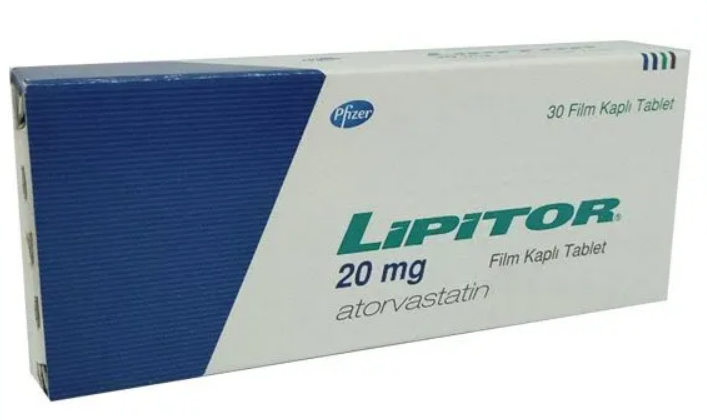 Pfizer
30 Film Kaplı Tablet
LIPITOR®
20 mg
Film Kaplı Tablet
atorvastatin